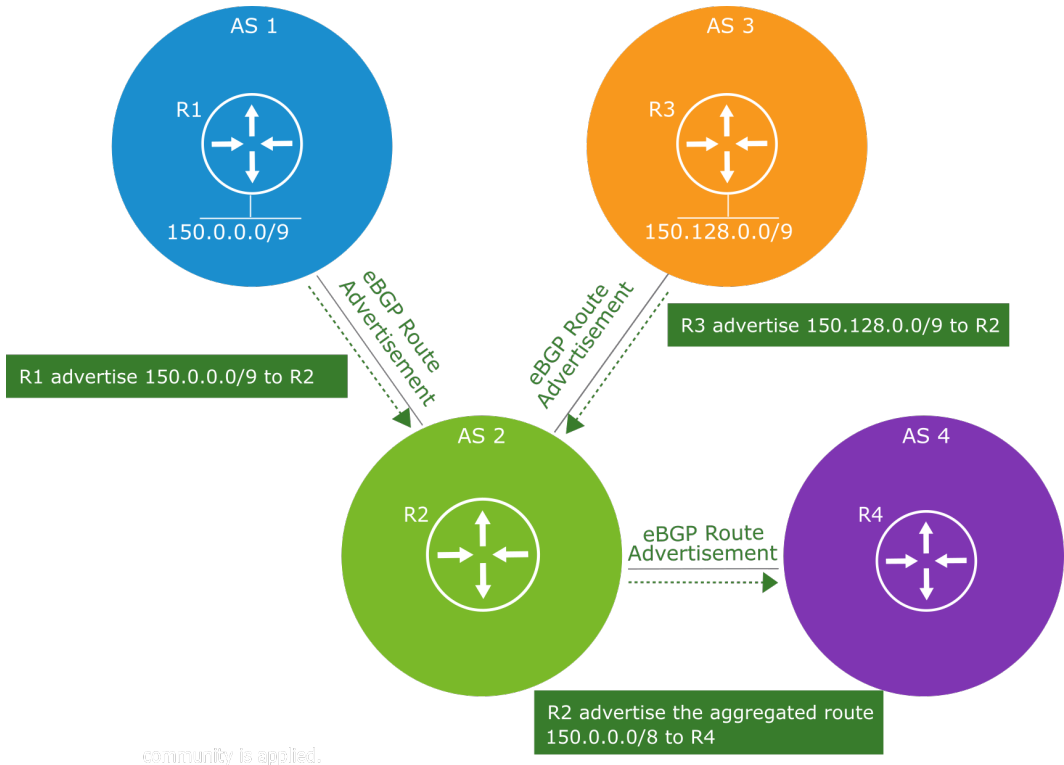 AS 1
AS 3
R1
R3
150.0.0.0/9
150.128.0.0/9
eBGP Route
Advertisement
eBGP Route
Advertisement
R3 advertise 150.128.0.0/9 to R2
R1 advertise 150.0.0.0/9 to R2
AS 2
AS 4
R2
R4
eBGP Route
Advertisement
R2 advertise the aggregated route
150.0.0.0/8 to R4
community is applied.